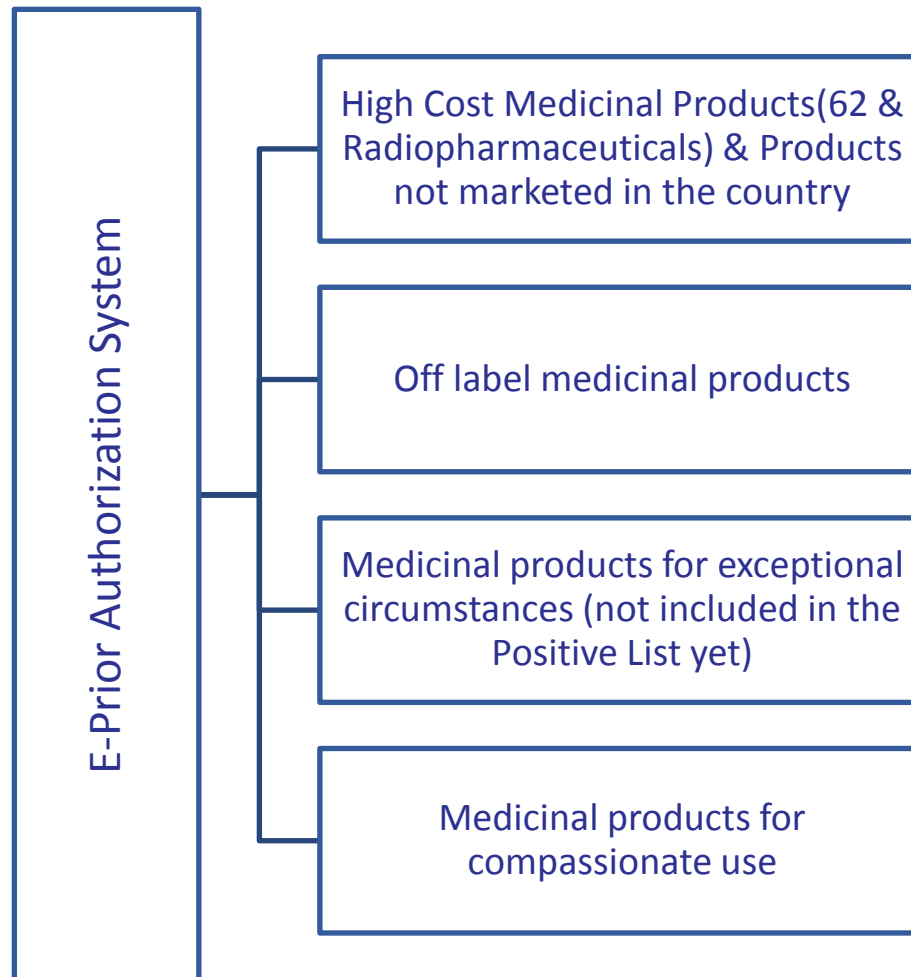 E-Prior Authorization System
High Cost Medicinal Products(62 &
Radiopharmaceuticals) & Products
not marketed in the country
Off label medicinal products
Medicinal products for exceptional
circumstances (not included in the
Positive List yet)
Medicinal products for
compassionate use